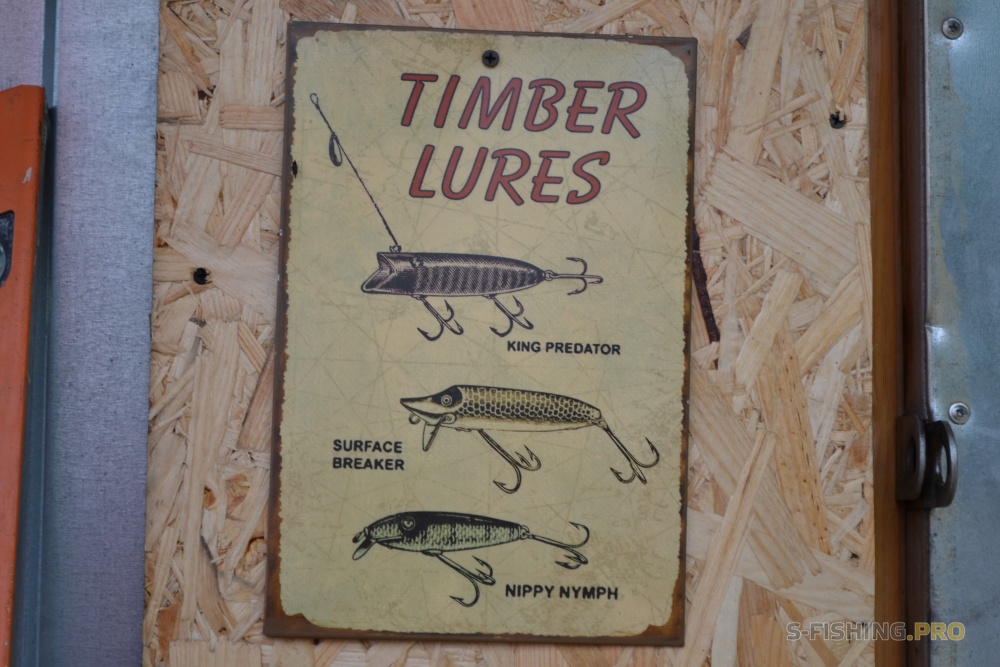 TIMBER
LURES
KING PREDATOR
SURFACE
BREAKER
NIPPY NYMPH
S-FISHING.PRO